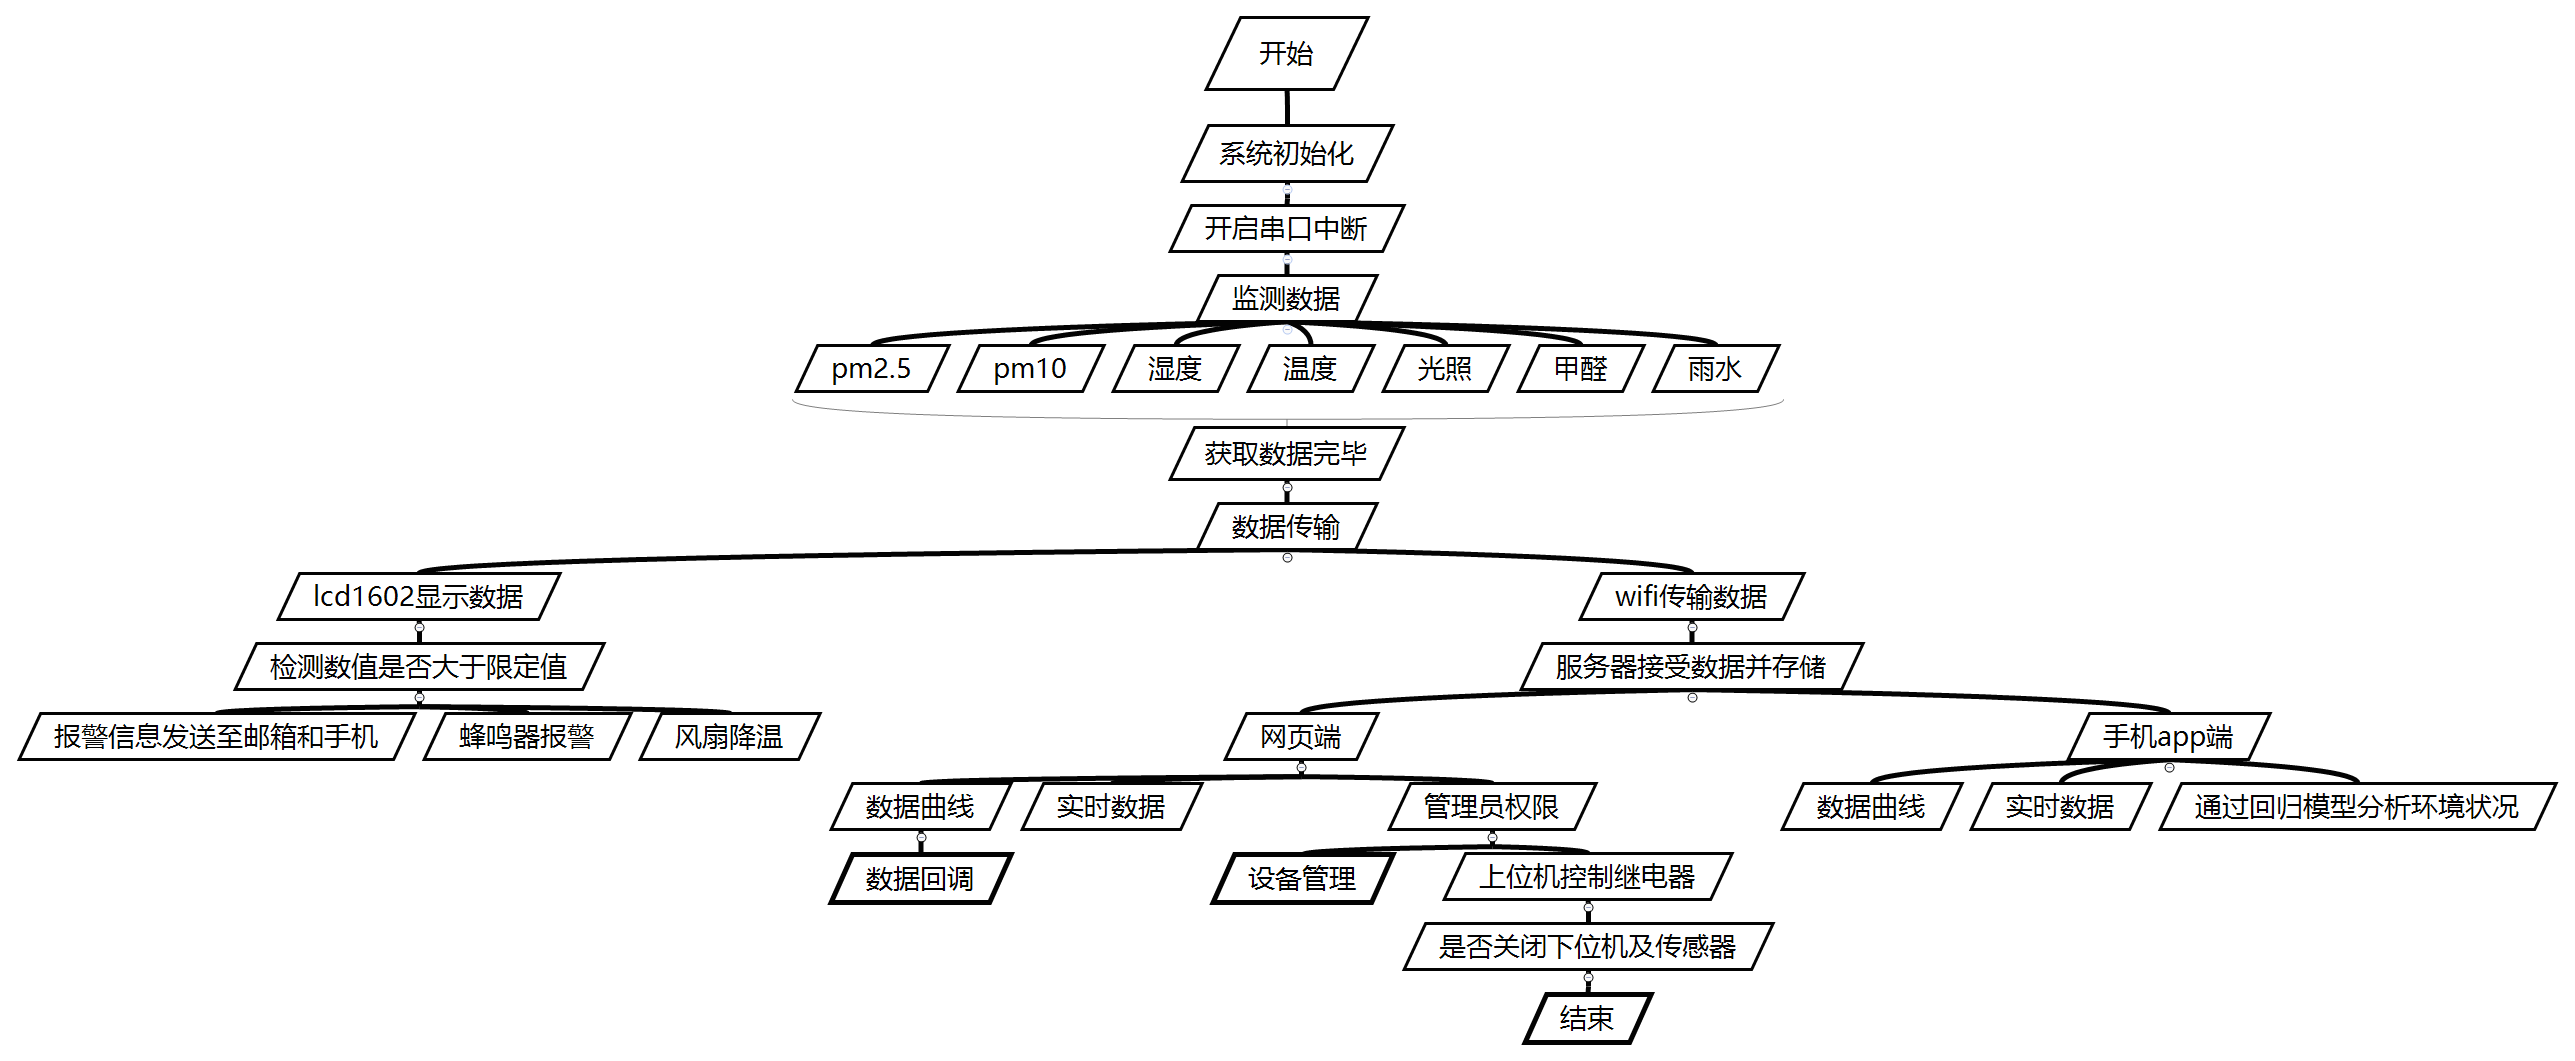 开始
系统初始化
开启串口中断
监测数据
pm2.5
pm10
湿度
温度
光照
甲醛
雨水
获取数据完毕
数据传输
lcd1602显示数据
wifi传输数据
检测数值是否大于限定值
服务器接受数据并存储
报警信息发送至邮箱和手机
蜂鸣器报警
风扇降温
网页端
手机app端
数据曲线
实时数据
管理员权限
数据曲线
实时数据
通过回归模型分析环境状况
数据回调
设备管理
上位机控制继电器
是否关闭下位机及传感器
结束